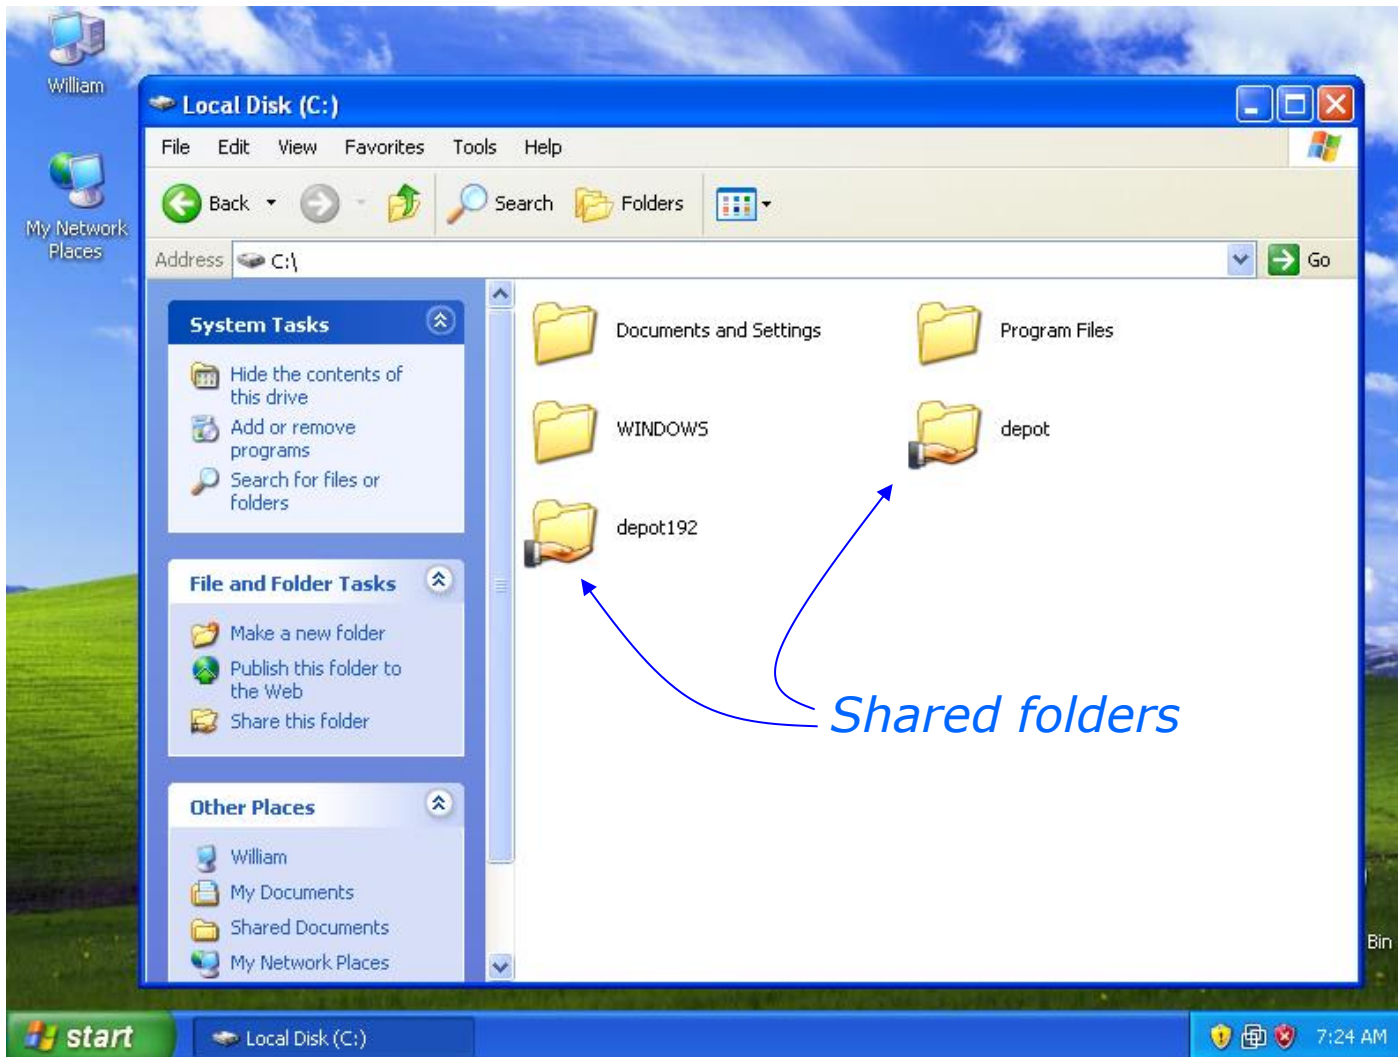 William
My Network
Places
Local Disk (C:)
File Edit View Favorites Tools Help
Back Search Folders
Address C:\ Go
System Tasks
Hide the contents of
this drive
Add or remove
programs
Search for files or
folders
File and Folder Tasks
Make a new folder
Publish this folder to
the Web
Share this folder
Other Places
William
My Documents
Shared Documents
My Network Places
Documents and Settings
Program Files
WINDOWS
depot
depot192
Shared folders
Bin
start
Local Disk (C:)
7:24 AM